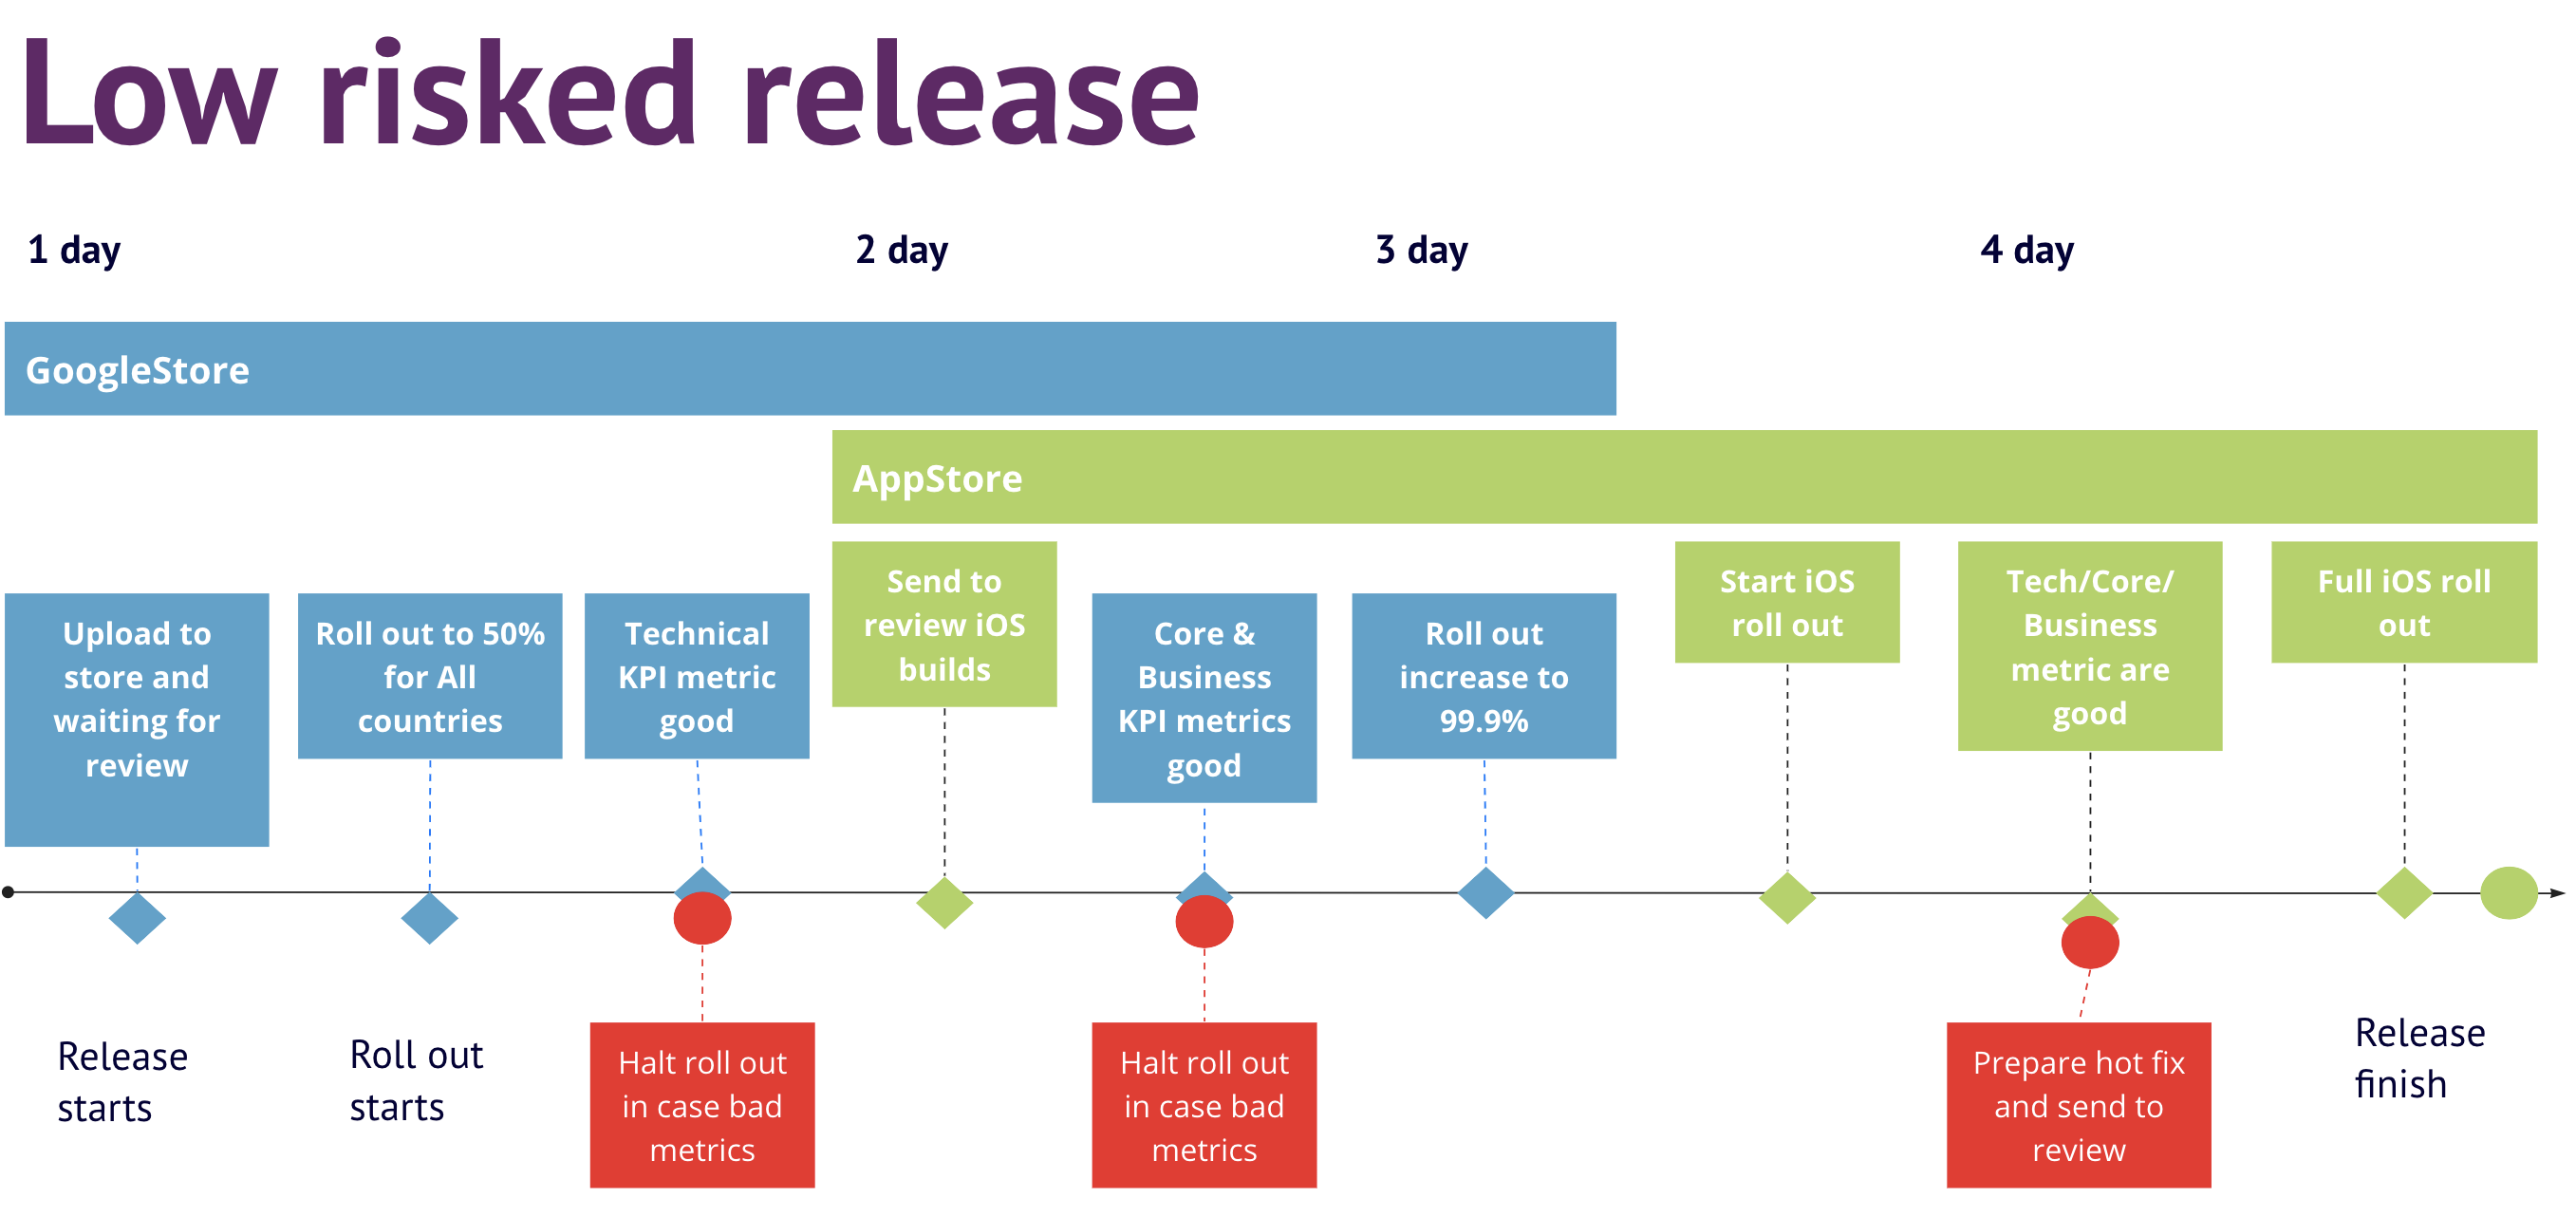 Low risked release
1 day
2 day
3 day
4 day
GoogleStore
AppStore
Upload to
store and
waiting for
review
Roll out to 50%
for All
countries
Technical
KPI metric
good
Send to
review iOS
builds
Core &
Business
KPI metrics
good
Roll out
increase to
99.9%
Start iOS
roll out
Tech/Core/
Business
metric are
good
Full iOS roll
out
Release
starts
Roll out
starts
Halt roll out
in case bad
metrics
Halt roll out
in case bad
metrics
Prepare hot fix
and send to
review
Release
finish